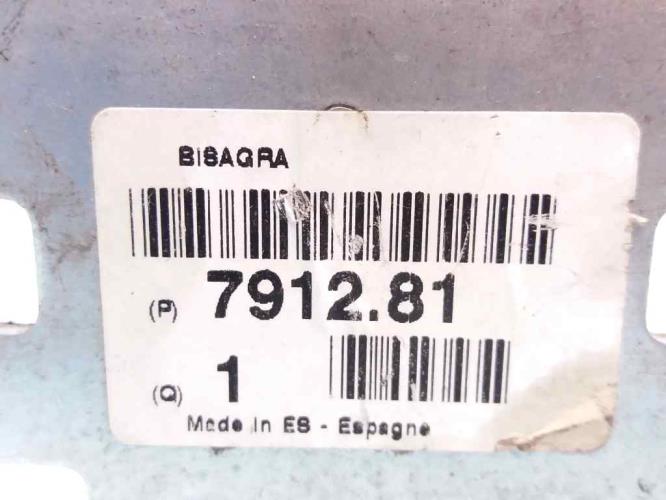 BISAGRA
(P) 7912.81
(Q) 1
Made in ES - Espagne